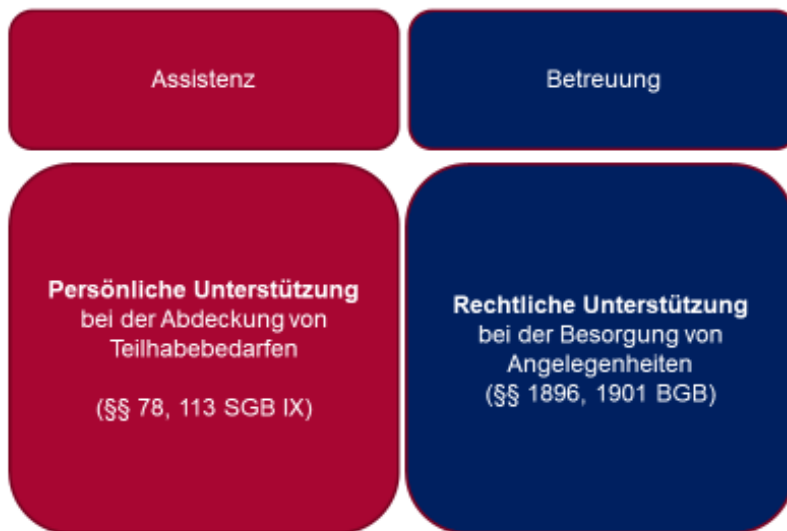 Assistenz
Betreuung
Persönliche Unterstützung
bei der Abdeckung von
Teilhabebedarfen
(§§ 78, 113 SGB IX)
Rechtliche Unterstützung
bei der Besorgung von
Angelegenheiten
(§§ 1896, 1901 BGB)